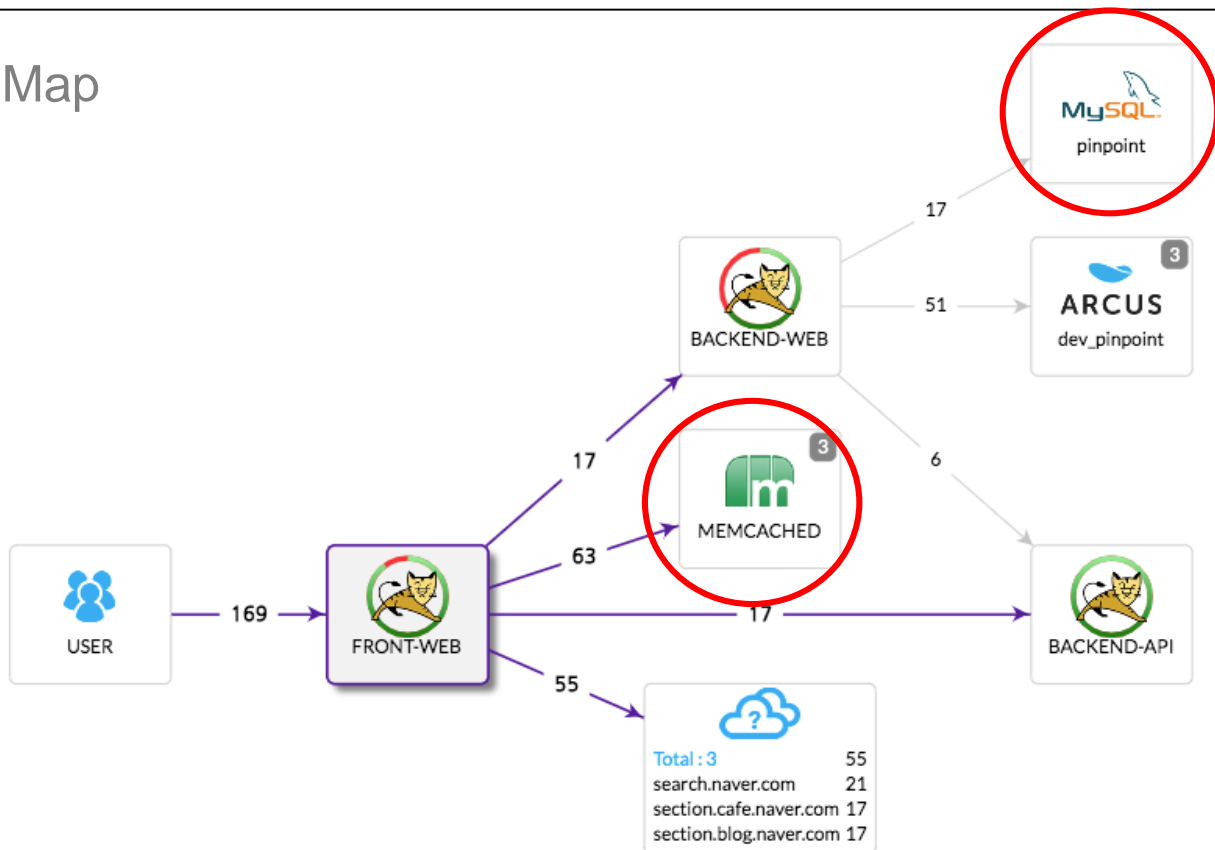 Map
MySQL
pinpoint
17
3
ARCUS
dev_pinpoint
51
BACKEND-WEB
17
6
3
m
MEMCACHED
63
USER
169
FRONT-WEB
17
BACKEND-API
55
?
Total : 3 55
search.naver.com 21
section.cafe.naver.com 17
section.blog.naver.com 17